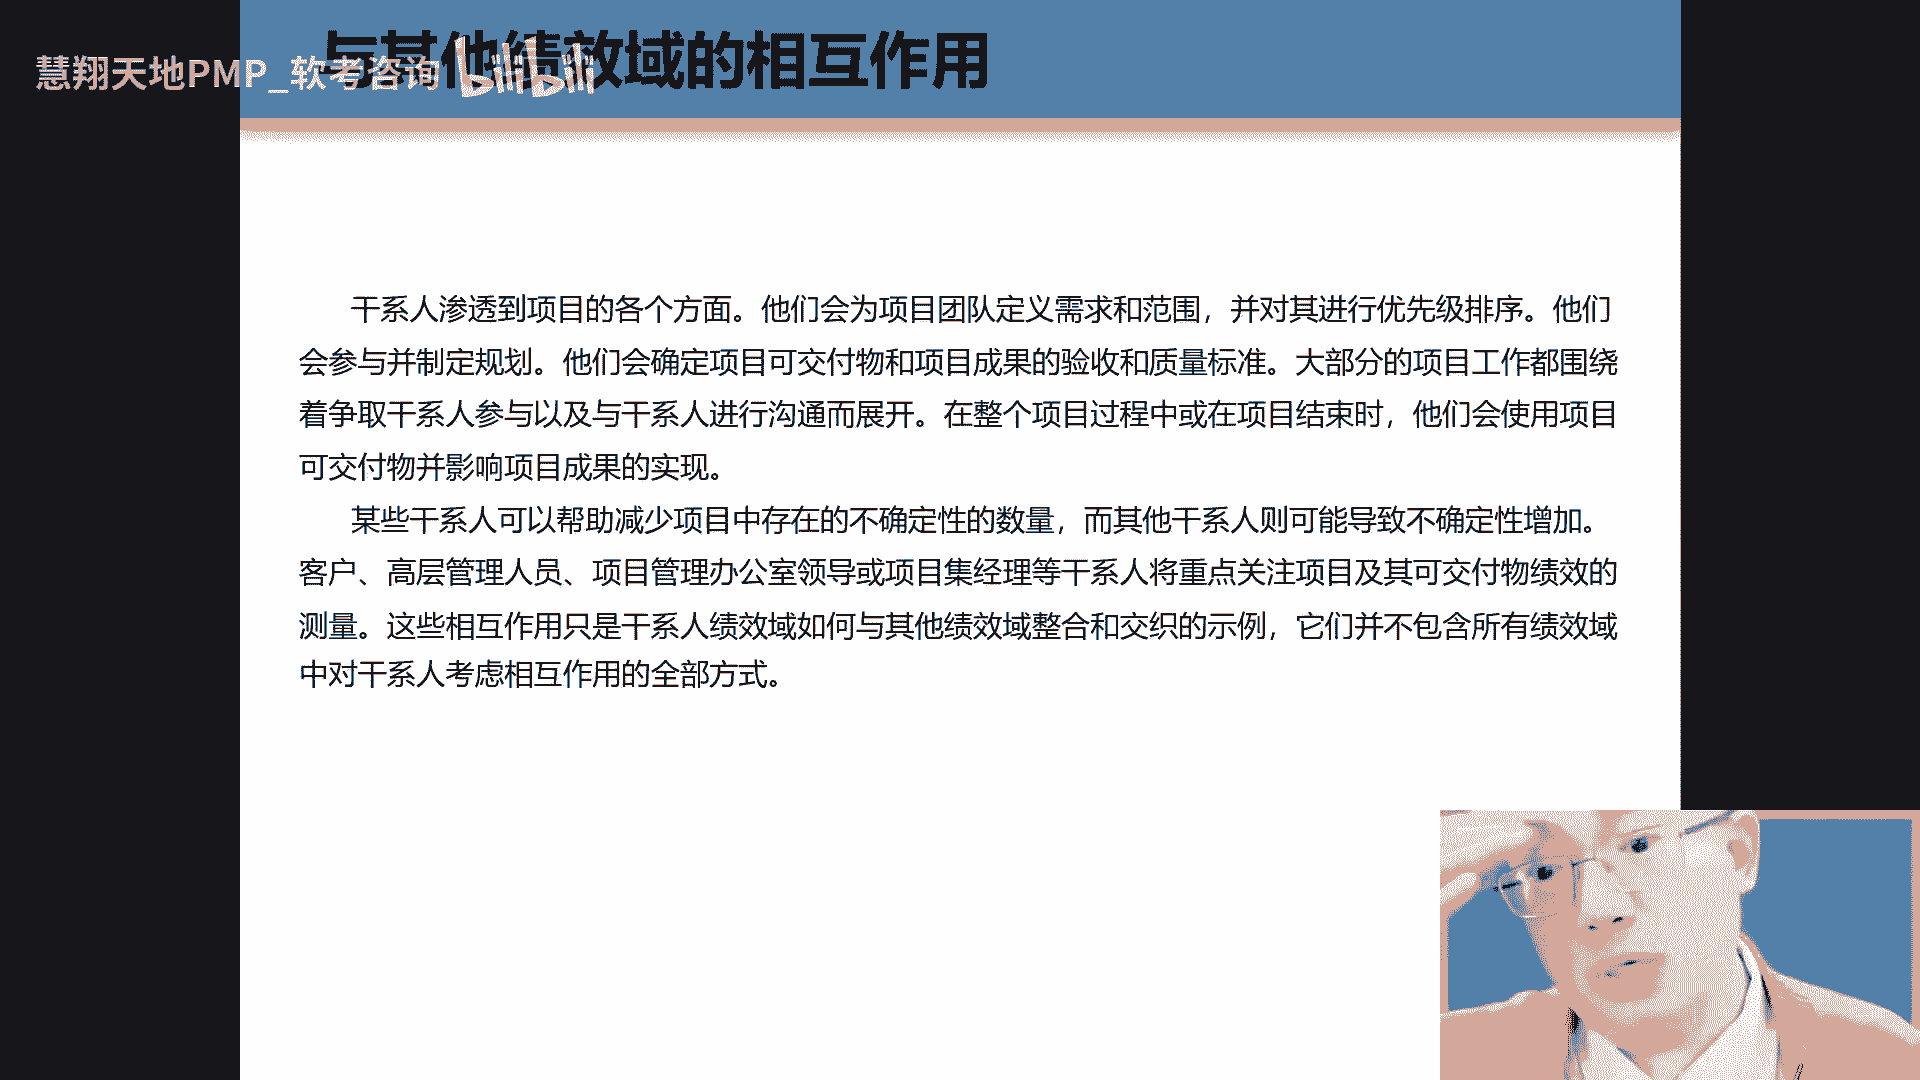 与其他绩效域的相互作用
慧翔天地PMP_软考咨询
bilibili
干系人渗透到项目的各个方面。他们会为项目团队定义需求和范围，并对其进行优先级排序。他们
会参与并制定规划。他们会确定项目可交付物和项目成果的验收和质量标准。大部分的项目工作都围绕
着争取干系人参与以及与干系人进行沟通而展开。在整个项目过程中或在项目结束时，他们会使用项目
可交付物并影响项目成果的实现。
某些干系人可以帮助减少项目中存在的不确定性的数量，而其他干系人则可能导致不确定性增加。
客户、高层管理人员、项目管理办公室领导或项目集经理等干系人将重点关注项目及其可交付物绩效的
测量。这些相互作用只是干系人绩效域如何与其他绩效域整合和交织的示例，它们并不包含所有绩效域
中对干系人考虑相互作用的全部方式。